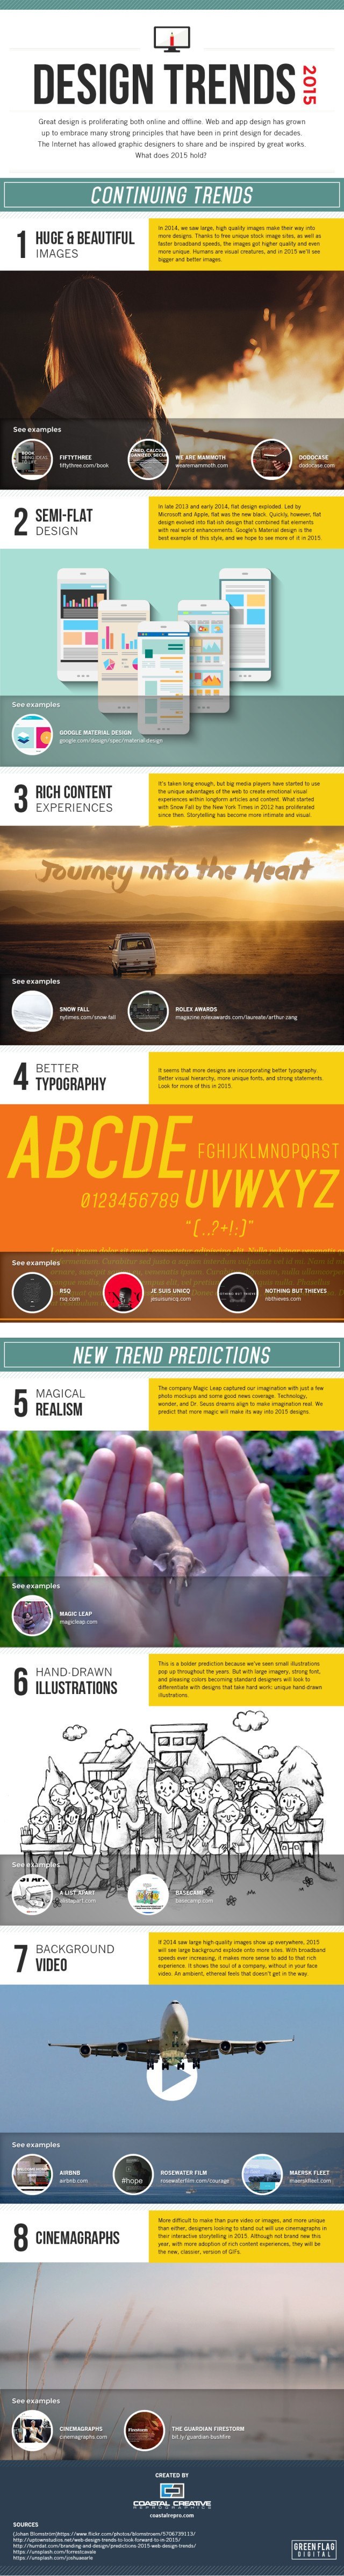 DESIGN TRENDS 2015
Great design is proliferating both online and offline. Web and app design has grown
up to embrace many strong principles that have been in print design for decades.
The Internet has allowed graphic designers to share and be inspired by great works.
What does 2015 hold?
CONTINUING TRENDS
1 HUGE & BEAUTIFUL
IMAGES
In 2014, we saw large, high quality images make their way into
more designs. Thanks to free unique stock image sites, as well as
faster broadband speeds, the images got higher quality and even
more unique. Humans are visual creatures, and in 2015 we'll see
bigger and better images.
See examples
FIFTYTHREE
fiftythree.com/book
WE ARE MAMMOTH
wearemammoth.com
DODOCASE
dodocase.com
2 SEMI-FLAT
DESIGN
In late 2013 and early 2014, flat design exploded. Led by
Microsoft and Apple, flat was the new black. Quickly, however, flat
design evolved into flat-ish design that combined flat elements
with real world enhancements. Google's Material design is the
best example of this style, and we hope to see more of it in 2015.
See examples
GOOGLE MATERIAL DESIGN
google.com/design/spec/material-design
3 RICH CONTENT
EXPERIENCES
It's taken long enough, but big media players have started to use
the unique advantages of the web to create emotional visual
experiences within longform articles and content. What started
with Snow Fall by the New York Times in 2012 has proliferated
since then. Storytelling has become more intimate and visual.
Journey into the Heart
See examples
SNOW FALL
nytimes.com/snow-fall
ROLEX AWARDS
magazine.rolexawards.com/laureate/arthur-zang
4 BETTER
TYPOGRAPHY
It seems that more designs are incorporating better typography.
Better visual hierarchy, more unique fonts, and strong statements.
Look for more of this in 2015.
ABCDE
FGHIJKLMNOPQRST
0123456789 UVWXYZ
"(..?+!:)"
See examples
RSQ
rsq.com
JE SUIS UNICQ
jesuisunicq.com
NOTHING BUT THIEVES
nbthieves.com
NEW TREND PREDICTIONS
5 MAGICAL
REALISM
The company Magic Leap captured our imagination with just a few
photo mockups and some good news coverage. Technology,
wonder, and Dr. Seuss dreams align to make imagination real. We
predict that more magic will make its way into 2015 designs.
See examples
MAGIC LEAP
magicleap.com
6 HAND-DRAWN
ILLUSTRATIONS
This is a bolder prediction because we've seen small illustrations
pop up throughout the years. But with large imagery, strong font,
and pleasing colors becoming standard designers will look to
differentiate with designs that take hard work: unique hand-drawn
illustrations.
See examples
A LIST APART
alistapart.com
BASECAMP
basecamp.com
7 BACKGROUND
VIDEO
If 2014 saw large high-quality images show up everywhere, 2015
will see large background explode onto more sites. With broadband
speeds ever increasing, it makes more sense to add to that rich
experience. It shows the soul of a company, without in your face
video. An ambient, ethereal feels that doesn't get in the way.
See examples
AIRBNB
airbnb.com
#hope
ROSEWATER FILM
rosewaterfilm.com/courage
MAERSK FLEET
maerskfleet.com
8 CINEMAGRAPHS
More difficult to make than pure video or images, and more unique
than either, designers looking to stand out will use cinemagraphs in
their interactive storytelling in 2015. Although not brand new this
year, with more adoption of rich content experiences, they will be
the new, classier, version of GIFs.
See examples
CINEMAGRAPHS
cinemagraphs.com
Firestorm
THE GUARDIAN FIRESTORM
bit.ly/guardian-bushfire
CREATED BY
COASTAL CREATIVE
REPROGRAPHICS
coastalrepro.com
SOURCES
(Johan Blomström)https://www.flickr.com/photos/blomstroem/5706739113/
http://uptownstudios.net/web-design-trends-to-look-forward-to-in-2015/
http://hurrdat.com/branding-and-design/predictions-2015-web-design-trends/
https://unsplash.com/forrestcavale
https://unsplash.com/joshuaearle
GREEN FLAG
DIGITAL